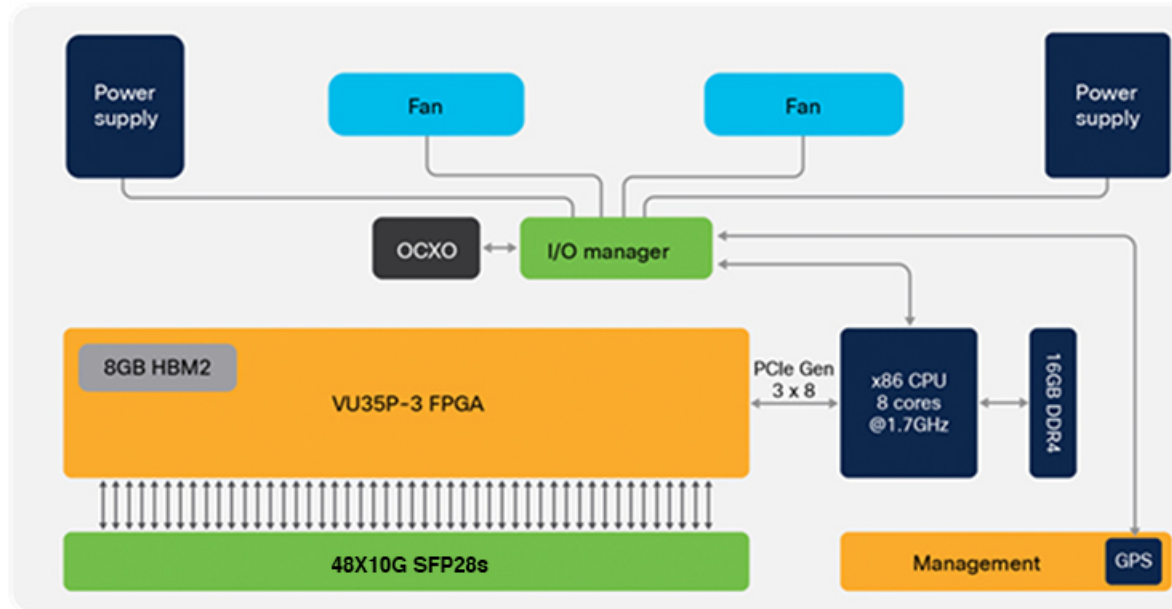 Power
supply
Fan
Fan
Power
supply
OCXO
I/O manager
8GB HBM2
VU35P-3 FPGA
PCIe Gen
3 x 8
x86 CPU
8 cores
@1.7GHz
16GB DDR4
48X10G SFP28s
Management
GPS